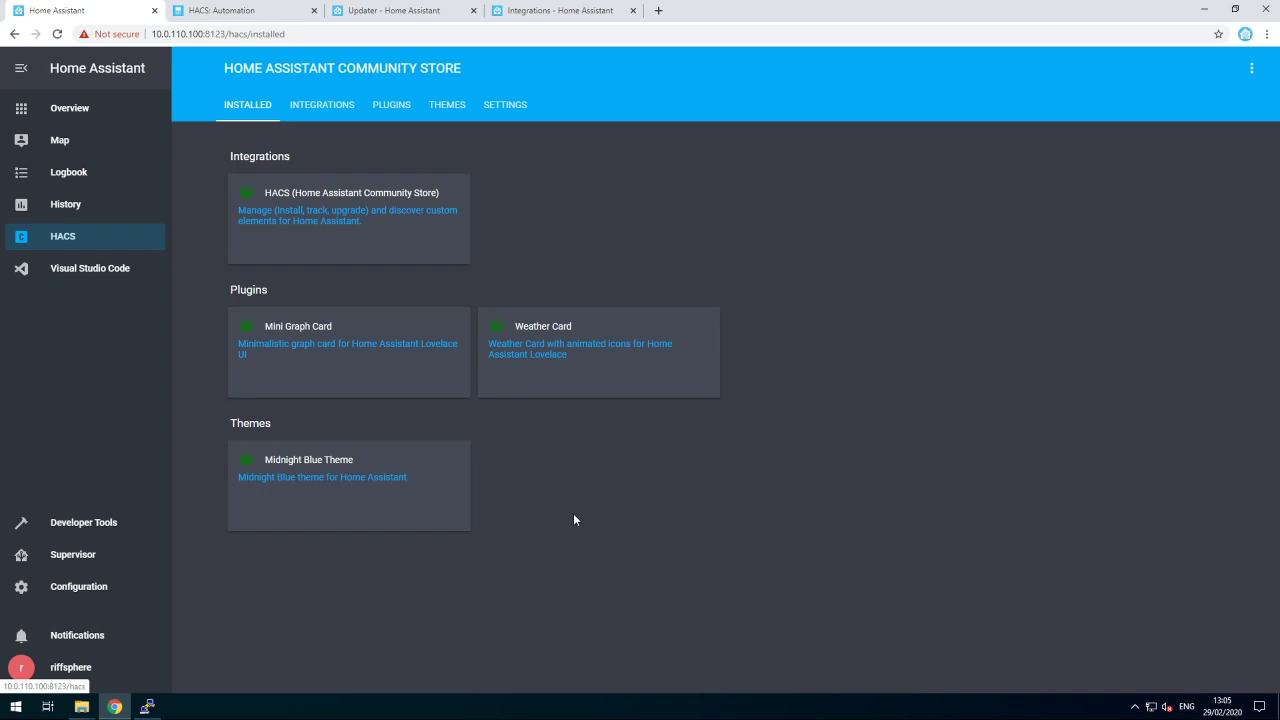 Home Assistant
HACS: Automation
Updater - Home Assistant
Integrations - Home Assistant
Not secure
10.0.110.100:8123/hacs/installed
Home Assistant
Overview
Map
Logbook
History
HACS
Visual Studio Code
Developer Tools
Supervisor
Configuration
Notifications
r
riffsphere
10.0.110.100:8123/hacs
HOME ASSISTANT COMMUNITY STORE
INSTALLED
INTEGRATIONS
PLUGINS
THEMES
SETTINGS
Integrations
HACS (Home Assistant Community Store)
Manage (Install, track, upgrade) and discover custom
elements for Home Assistant.
Plugins
Mini Graph Card
Minimalistic graph card for Home Assistant Lovelace
UI
Weather Card
Weather Card with animated icons for Home
Assistant Lovelace
Themes
Midnight Blue Theme
Midnight Blue theme for Home Assistant
ENG
13:05
29/02/2020